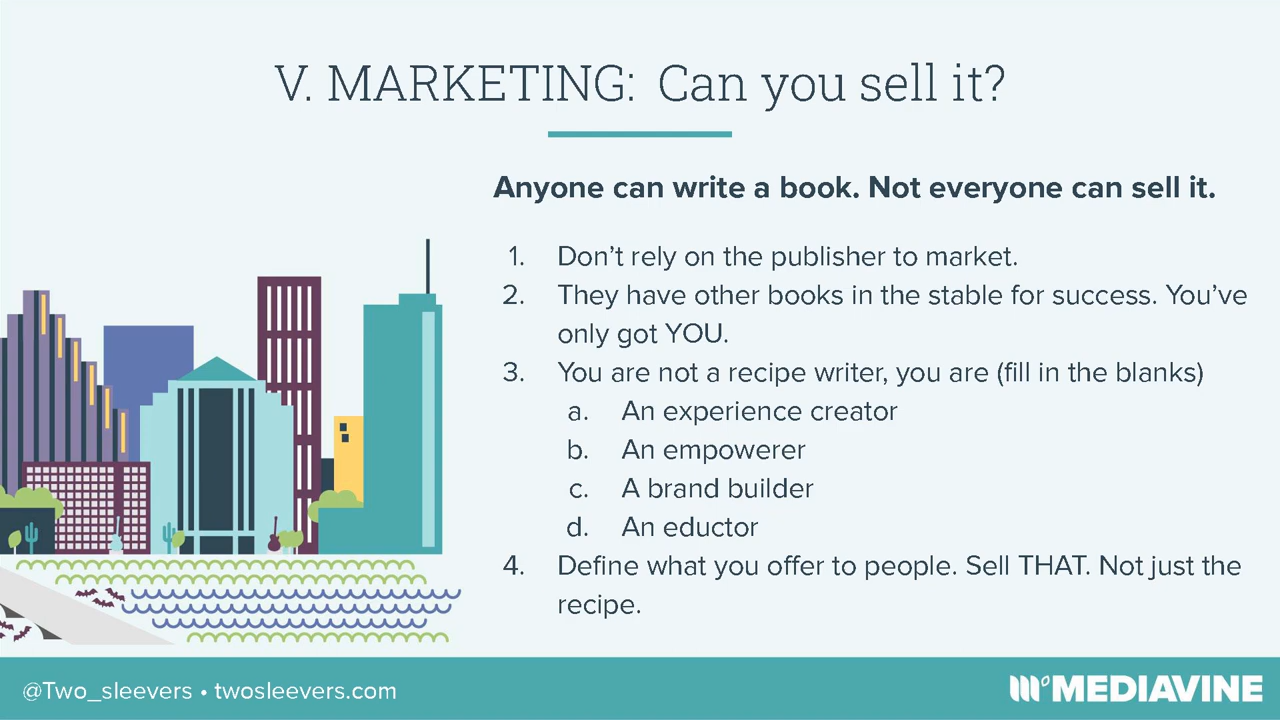 V. MARKETING: Can you sell it?
Anyone can write a book. Not everyone can sell it.
1. Don't rely on the publisher to market.
2. They have other books in the stable for success. You've
only got YOU.
3. You are not a recipe writer, you are (fill in the blanks)
a. An experience creator
b. An empowerer
c. A brand builder
d. An eductor
4. Define what you offer to people. Sell THAT. Not just the
recipe.
@Two_sleevers • twosleevers.com
MEDIAVINE